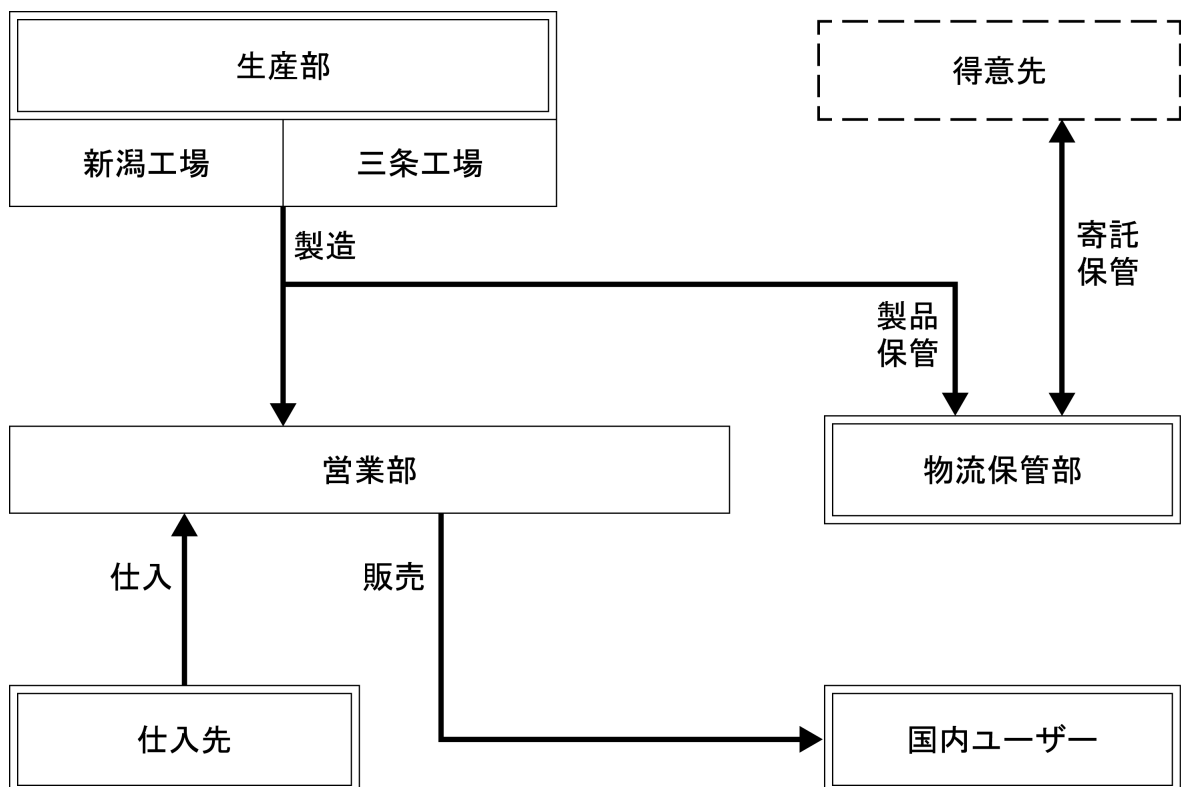 生産部
得意先
新潟工場
三条工場
製造
寄託
保管
製品
保管
営業部
物流保管部
仕入
販売
仕入先
国内ユーザー